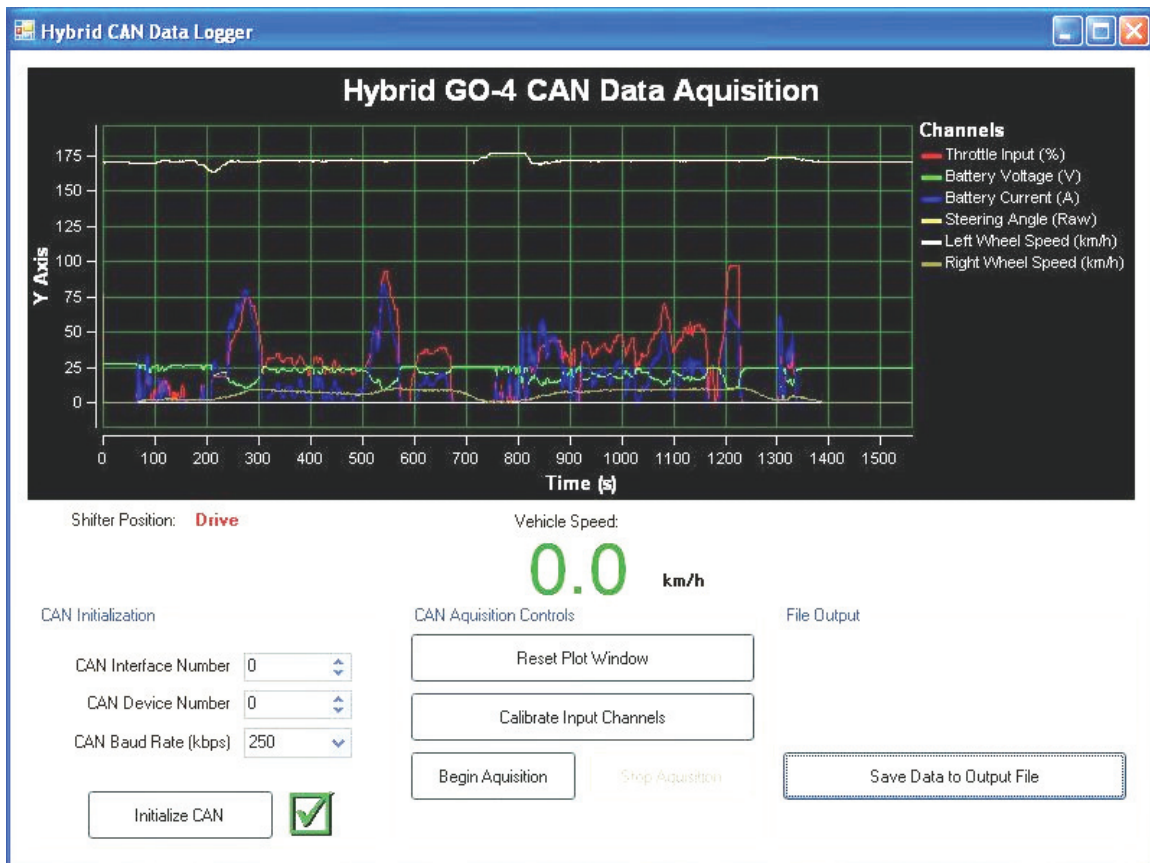 Hybrid CAN Data Logger
Hybrid GO-4 CAN Data Aquisition
Y Axis
175
150
125
100
75
50
25
0
0 100 200 300 400 500 600 700 800 900 1000 1100 1200 1300 1400 1500
Time (s)
Channels
Throttle Input (%)
Battery Voltage (V)
Battery Current (A)
Steering Angle (Raw)
Left Wheel Speed (km/h)
Right Wheel Speed (km/h)
Shifter Position: Drive
Vehicle Speed:
0.0 km/h
CAN Initialization
CAN Interface Number 0
CAN Device Number 0
CAN Baud Rate (kbps) 250
Initialize CAN
CAN Aquisition Controls
Reset Plot Window
Calibrate Input Channels
Begin Aquisition Stop Aquisition
File Output
Save Data to Output File